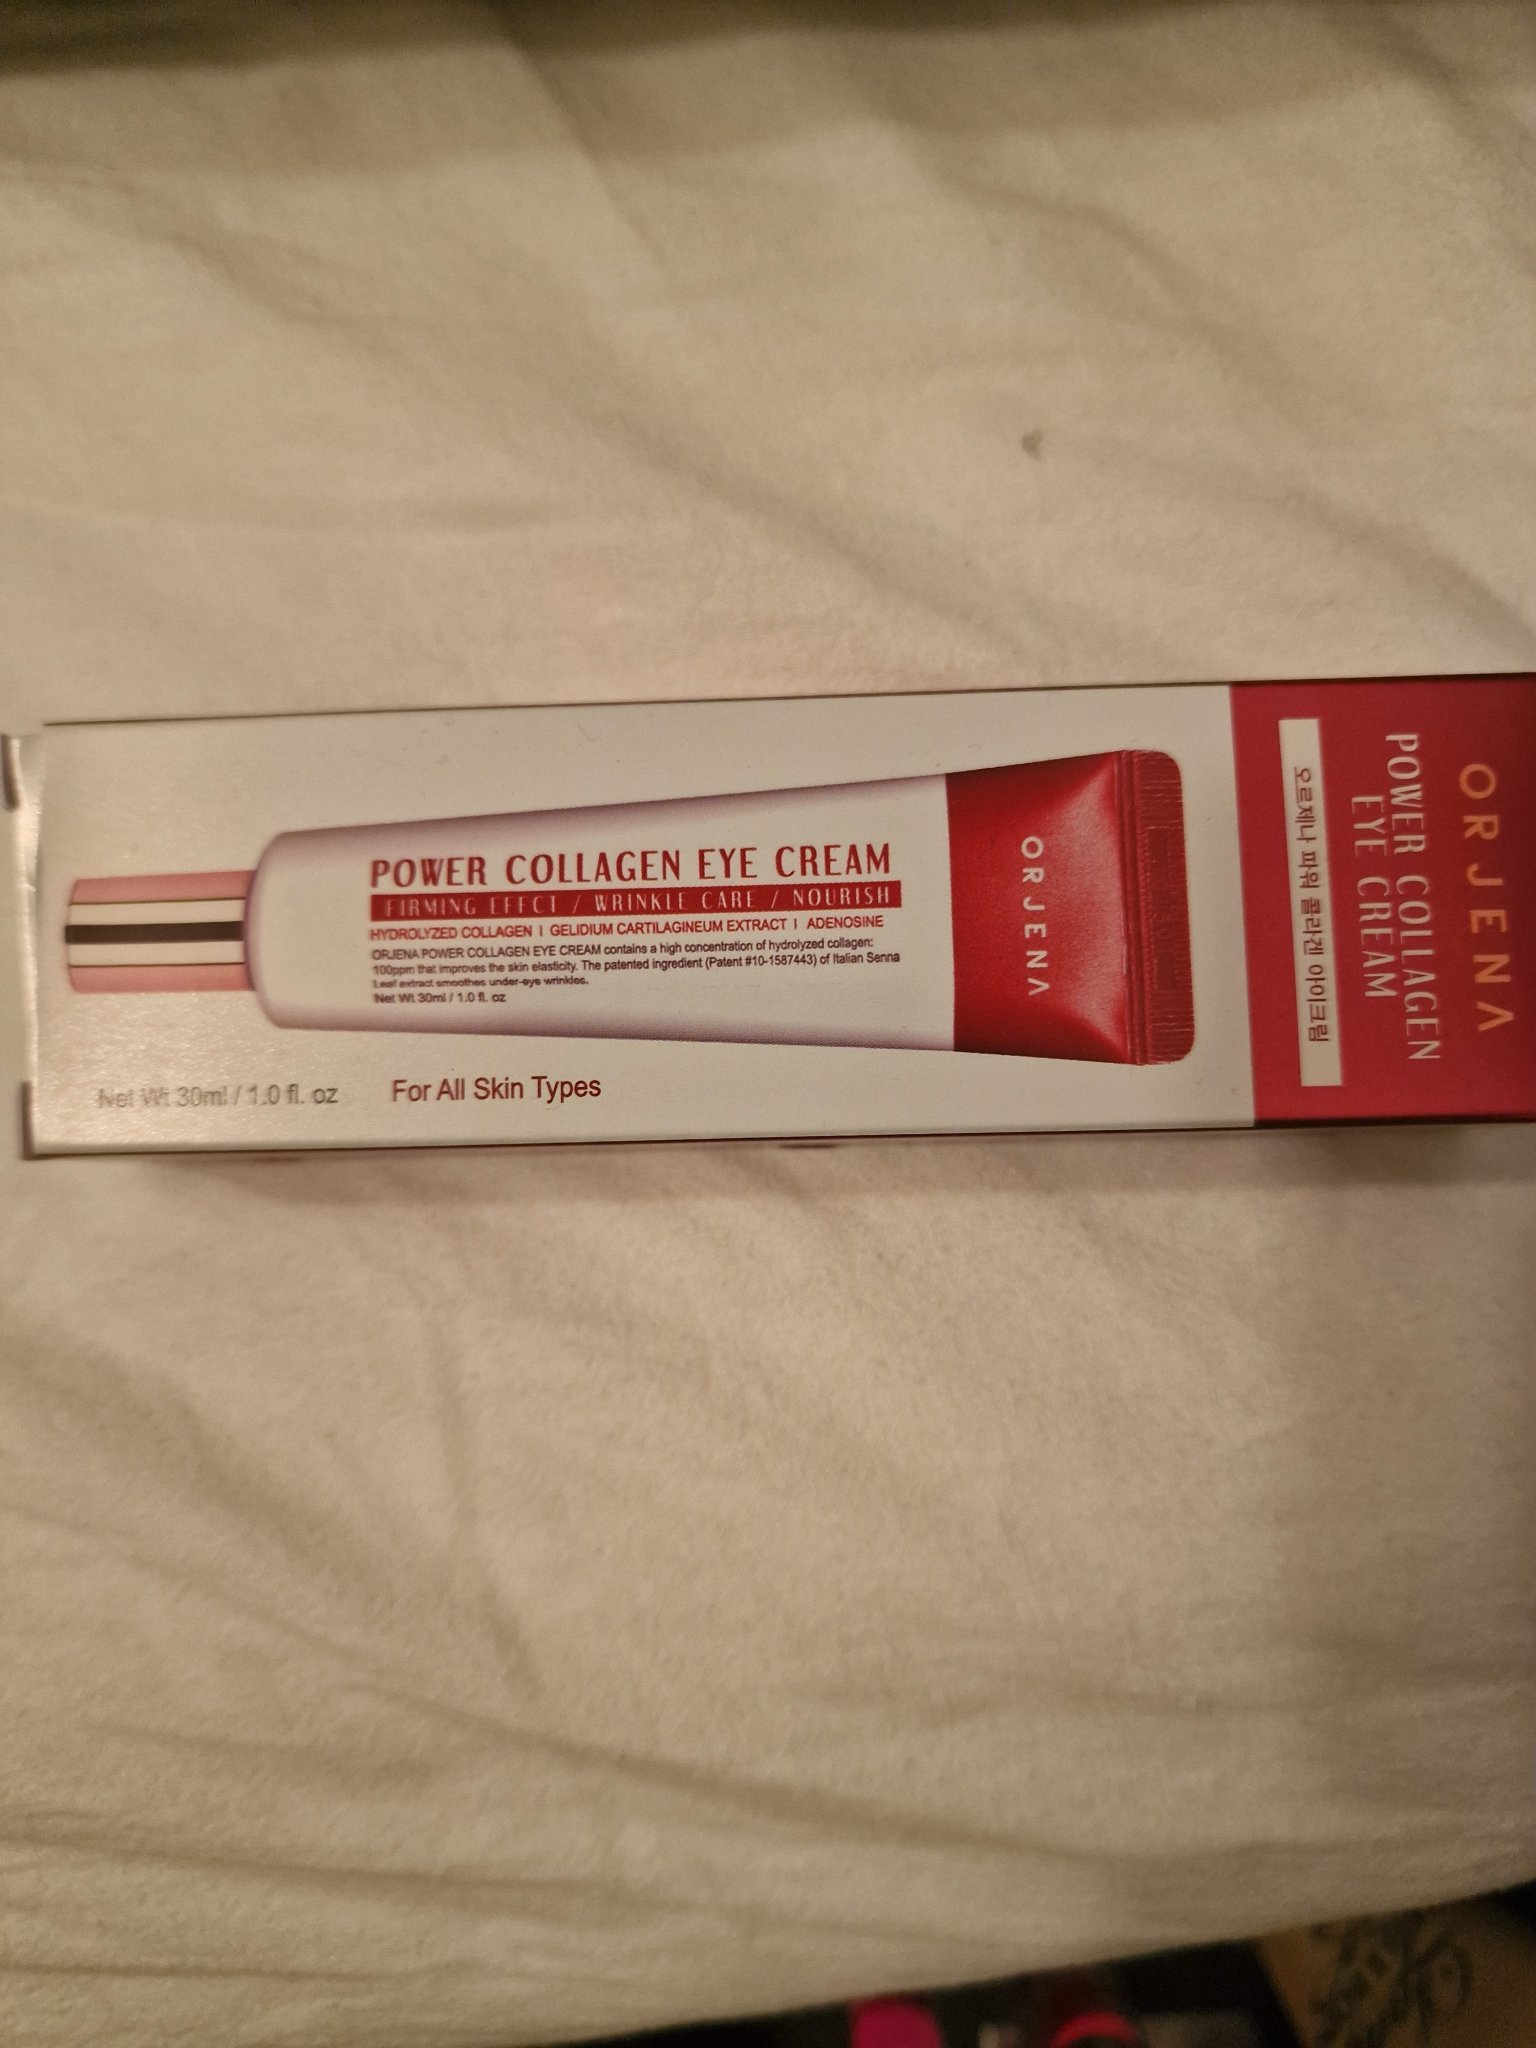 ORJENA
POWER COLLAGEN
EYE CREAM
오르제나 파워 콜라겐 아이크림
ORJENA
POWER COLLAGEN EYE CREAM
FIRMING EFFCT / WRINKLE CARE / NOURISH
HYDROLYZED COLLAGEN I GELIDIUM CARTILAGINEUM EXTRACT I ADENOSINE
ORJENA POWER COLLAGEN EYE CREAM contains a high concentration of hydrolyzed collagen:
100ppm that improves the skin elasticity. The patented ingredient (Patent #10-1587443) of Italian Senna
Leaf extract smoothes under-eye wrinkles.
Net Wt 30ml / 1.0 fl. oz
Net Wt 30ml / 1.0 fl. oz
For All Skin Types